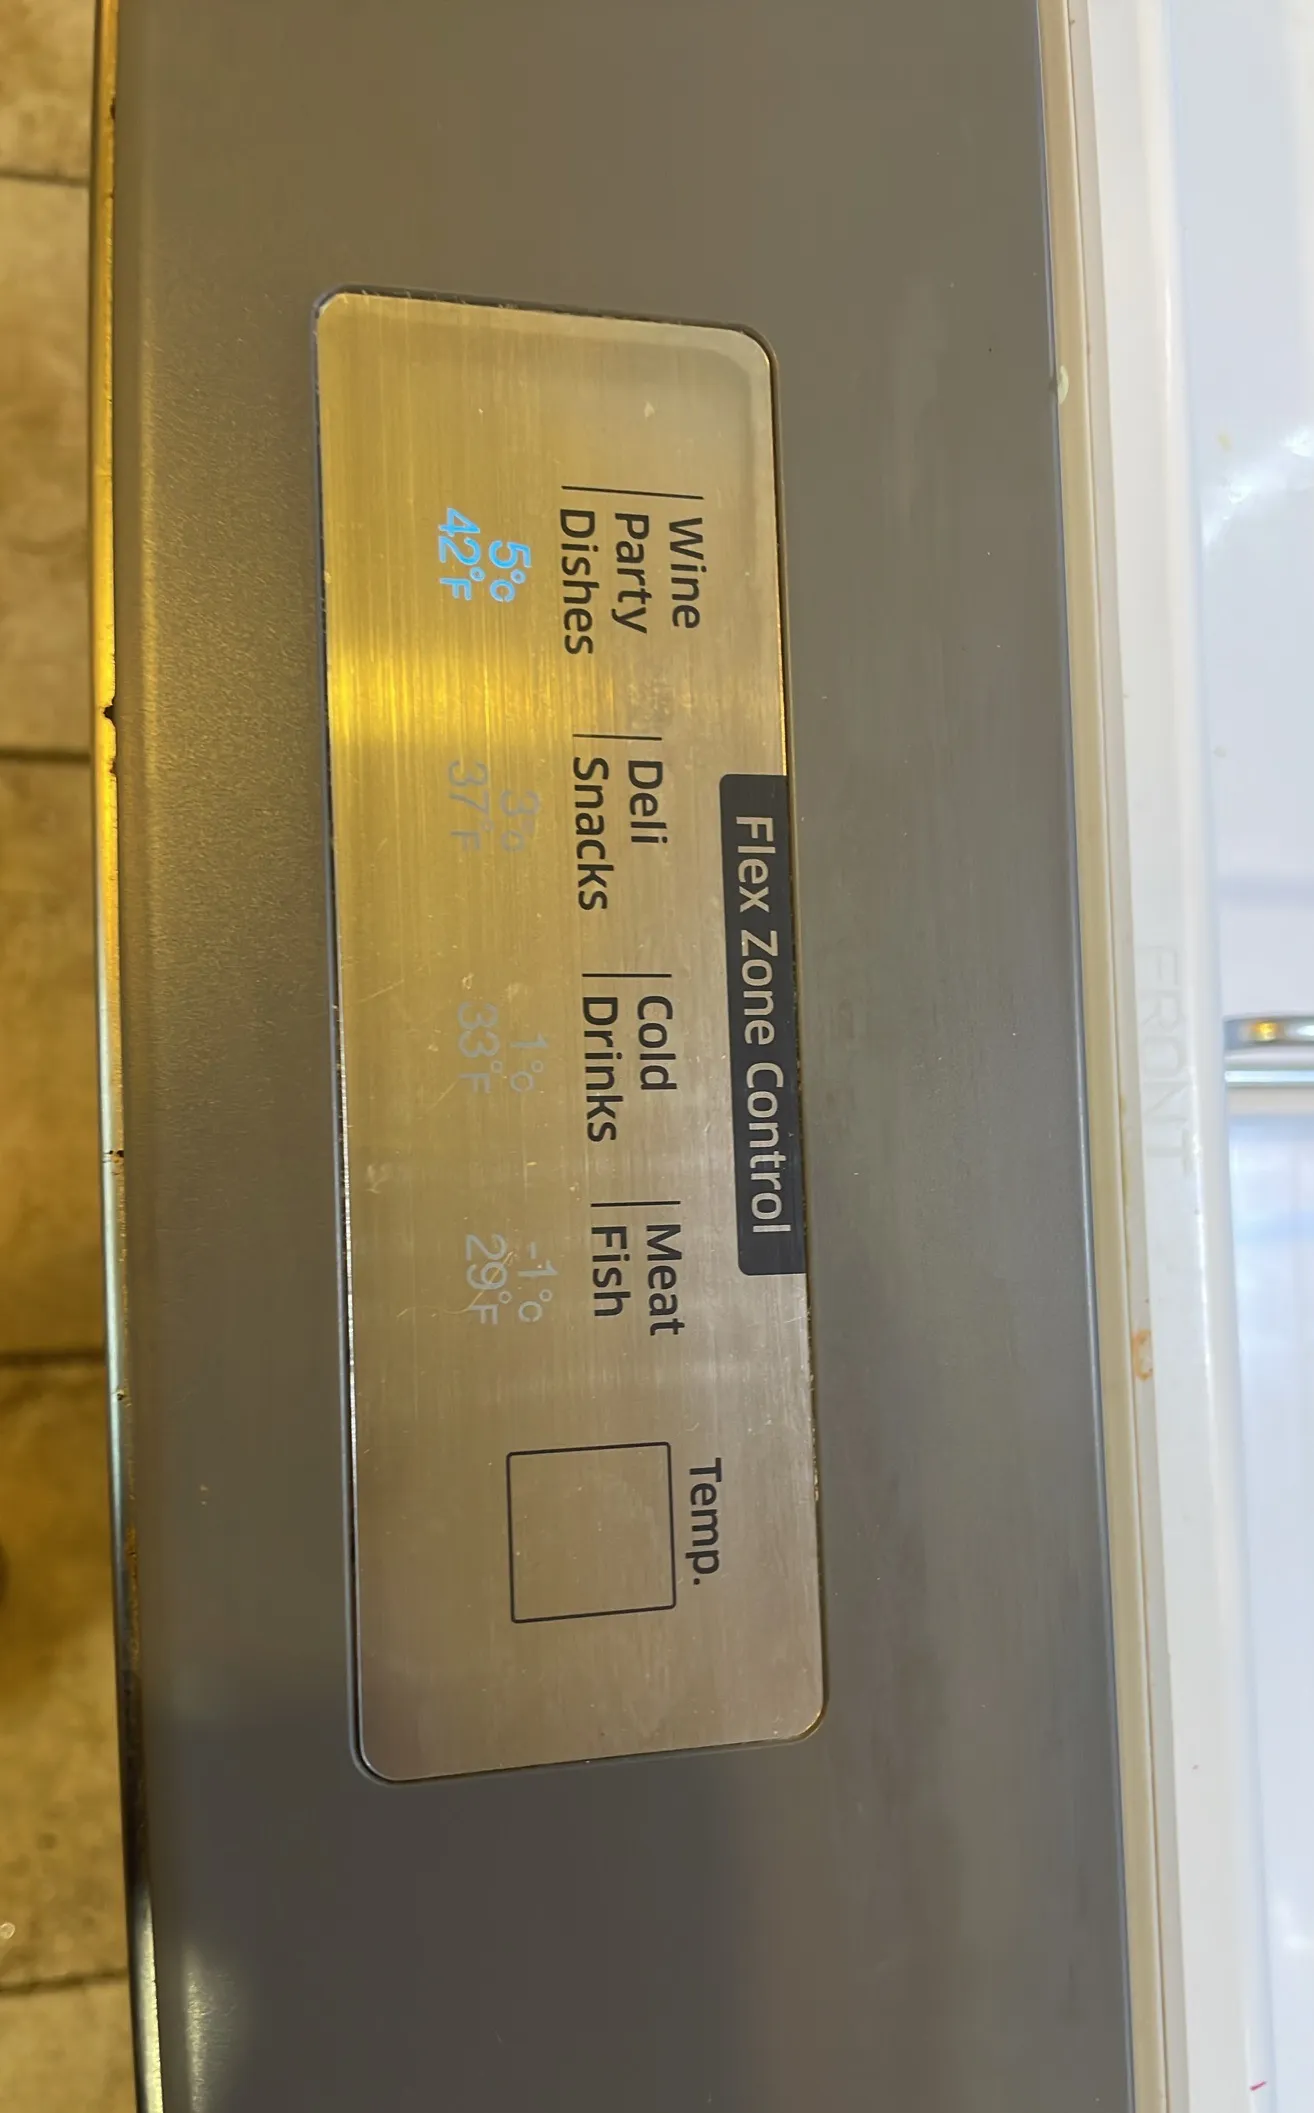 Flex Zone Control
Wine
Party
Dishes
5°C
42°F
Deli
Snacks
3°C
37°F
Cold
Drinks
1°C
33°F
Meat
Fish
-1°C
29°F
Temp.
FRONT